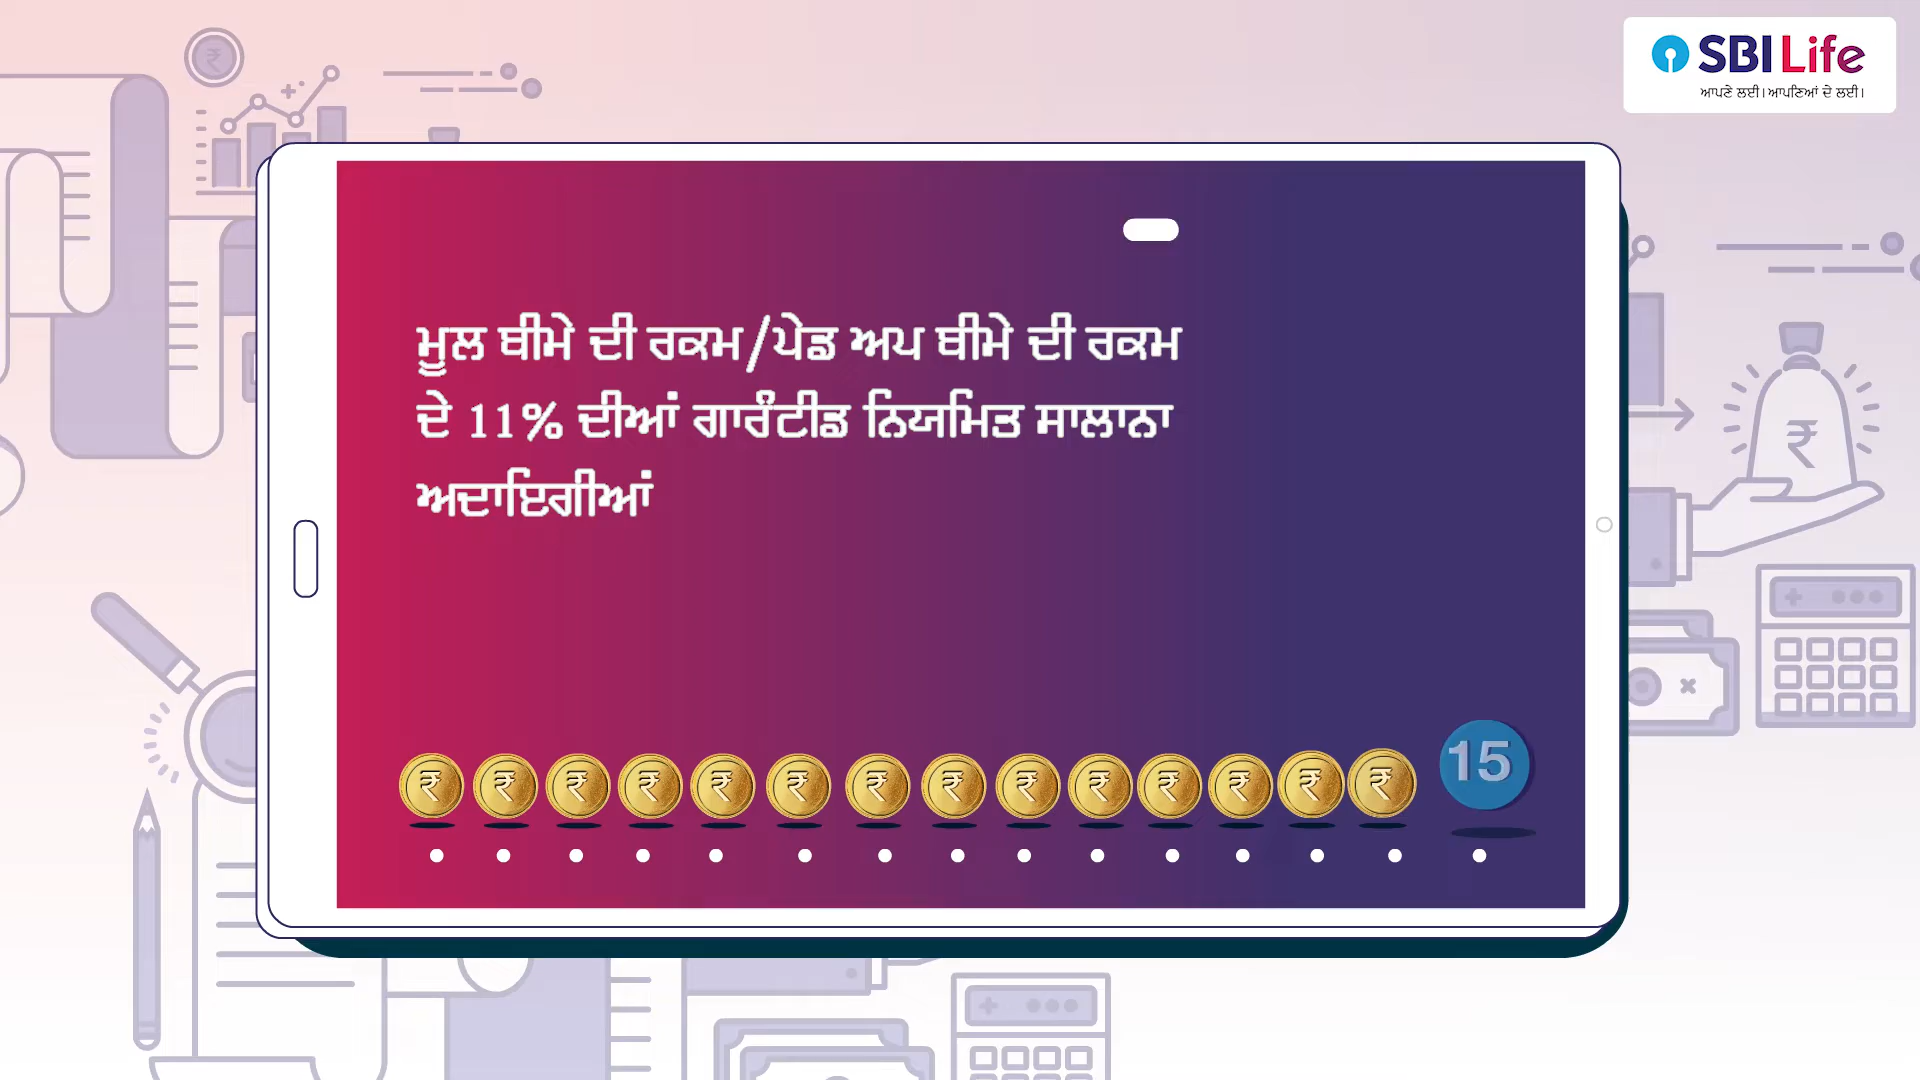 SBI Life
ਆਪਣੇ ਲਈ। ਆਪਣਿਆਂ ਦੇ ਲਈ।
ਮੂਲ ਬੀਮੇ ਦੀ ਰਕਮ/ਪੇਡ ਅਪ ਬੀਮੇ ਦੀ ਰਕਮ
ਦੇ 11% ਦੀਆਂ ਗਾਰੰਟੀਡ ਨਿਯਮਿਤ ਸਾਲਾਨਾ
ਅਦਾਇਗੀਆਂ
₹ ₹ ₹ ₹ ₹ ₹ ₹ ₹ ₹ ₹ ₹ ₹ ₹ ₹ 15